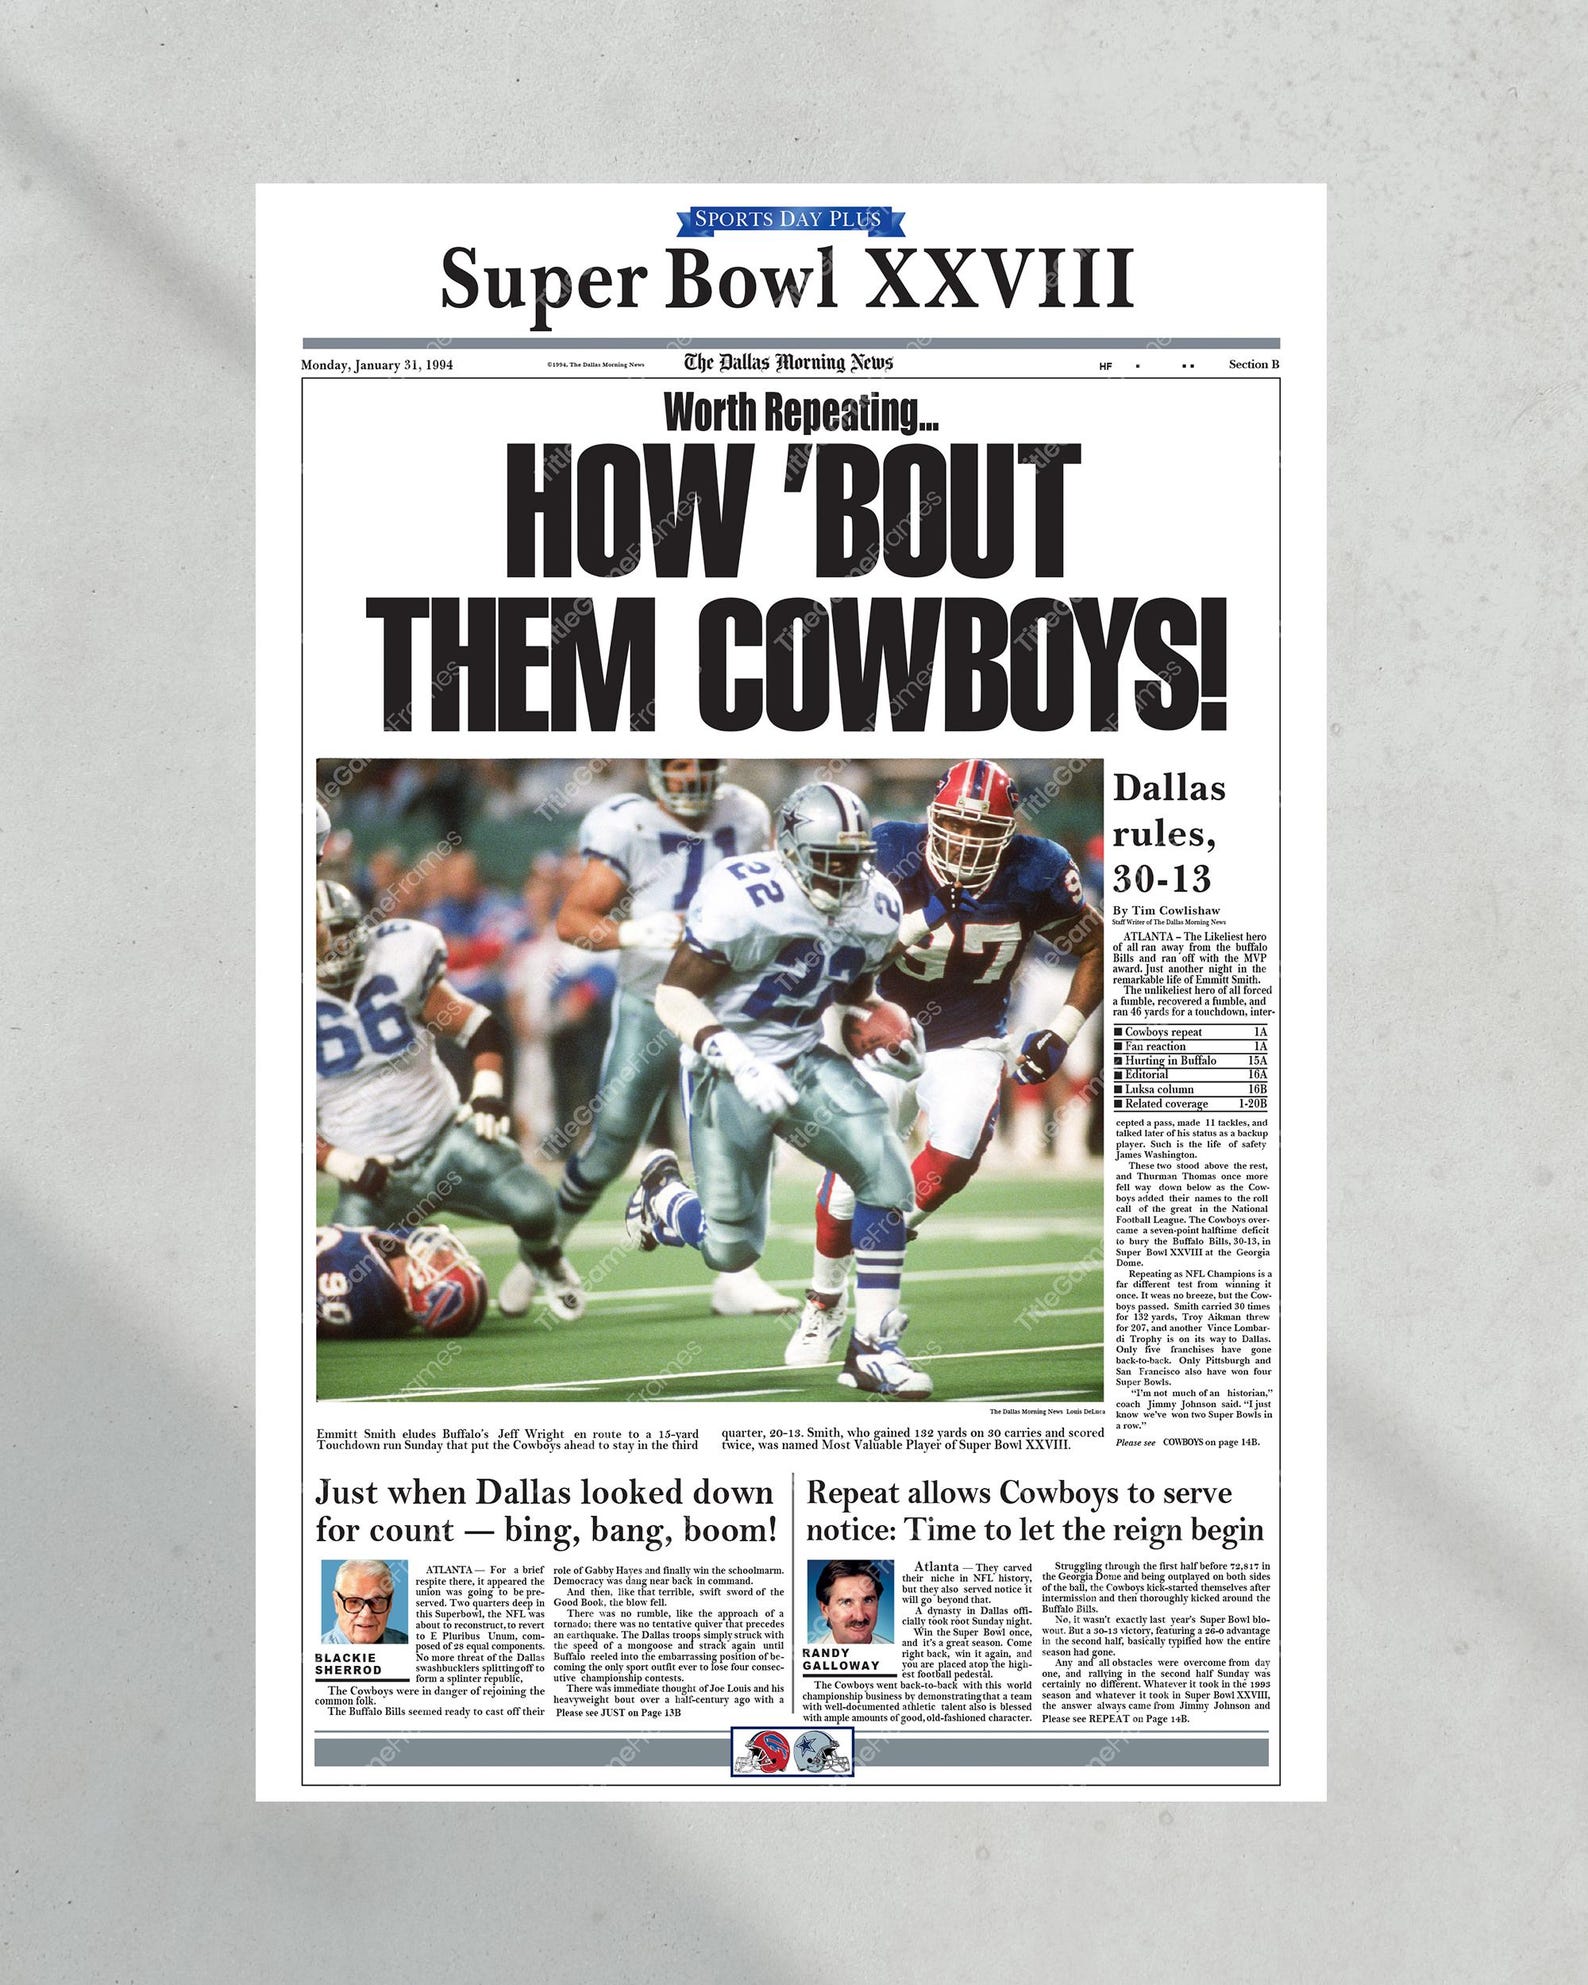 SPORTS DAY PLUS
Super Bowl XXVIII
Monday, January 31, 1994
©1994, The Dallas Morning News
The Dallas Morning News
HF
Section B
Worth Repeating...
HOW 'BOUT
THEM COWBOYS!
71
22
22
2
97
9
66
90
Dallas
rules,
30-13
By Tim Cowlishaw
Staff Writer of The Dallas Morning News
ATLANTA – The Likeliest hero
of all ran away from the buffalo
Bills and ran off with the MVP
award. Just another night in the
remarkable life of Emmitt Smith.
The unlikeliest hero of all forced
a fumble, recovered a fumble, and
ran 46 yards for a touchdown, inter-
Cowboys repeat 1A
Fan reaction 1A
Hurting in Buffalo 15A
Editorial 16A
Luksa column 16B
Related coverage 1-20B
cepted a pass, made 11 tackles, and
talked later of his status as a backup
player. Such is the life of safety
James Washington.
These two stood above the rest,
and Thurman Thomas once more
fell way down below as the Cow-
boys added their names to the roll
call of the great in the National
Football League. The Cowboys over-
came a seven-point halftime deficit
to bury the Buffalo Bills, 30-13, in
Super Bowl XXVIII at the Georgia
Dome.
Repeating as NFL Champions is a
far different test from winning it
once. It weas no breeze, but the Cow-
boys passed. Smith carried 30 times
for 132 yards, Troy Aikman threw
for 207, and another Vince Lombar-
di Trophy is on its way to Dallas.
Only five franchises have gone
back-to-back. Only Pittsburgh and
San Francisco also have won four
Super Bowls.
“I'm not much of an historian,”
coach Jimmy Johnson said. “I just
know we've won two Super Bowls in
a row.”
Please see COWBOYS on page 14B.
The Dallas Morning News Louis DeLuca
Emmitt Smith eludes Buffalo's Jeff Wright en route to a 15-yard
Touchdown run Sunday that put the Cowboys ahead to stay in the third
quarter, 20-13. Smith, who gained 132 yards on 30 carries and scored
twice, was named Most Valuable Player of Super Bowl XXVIII.
Just when Dallas looked down
for count — bing, bang, boom!
BLACKIE
SHERROD
ATLANTA — For a brief
respite there, it appeared the
union was going to be pre-
served. Two quarters deep in
this Superbowl, the NFL was
about to reconstruct, to revert
to E Pluribus Unum, com-
posed of 28 equal components.
No more threat of the Dallas
swashbucklers splitting off to
form a splinter republic,
The Cowboys were in danger of rejoining the
common folk.
The Buffalo Bills seemed ready to cast off their
role of Gabby Hayes and finally win the schoolmarm.
Democracy was daug near back in command.
And then, like that terrible, swift sword of the
Good Book, the blow fell.
There was no rumble, like the approach of a
tornado; there was no tentative quiver that precedes
an earthquake. The Dallas troops simply struck with
the speed of a mongoose and strack again until
Buffalo reeled into the embarrassing position of be-
coming the only sport outfit ever to lose four consec-
utive championship contests.
There was immediate thought of Joe Louis and his
heavyweight bout over a half-century ago with a
Please see JUST on Page 13B
Repeat allows Cowboys to serve
notice: Time to let the reign begin
RANDY
GALLOWAY
Atlanta — They carved
their niche in NFL history,
but they also served notice it
will go beyond that.
A dynasty in Dallas offi-
cially took root Sunday night.
Win the Super Bowl once,
and it's a great season. Come
right back, win it again, and
you are placed atop the high-
est football pedestal.
The Cowboys went back-to-back with this world
championship business by demonstrating that a team
with well-documented athletic talent also is blessed
with ample amounts of good, old-fashioned character.
Struggling through the first half before 72,817 in
the Georgia Dome and being outplayed on both sides
of the ball, the Cowboys kick-started themselves after
intermission and then thoroughly kicked around the
Buffalo Bills.
No, it wasn't exactly last year's Super Bowl blo-
wout. But a 30-13 victory, featuring a 26-0 advantage
in the second half, basically typified how the entire
season had gone.
Any and all obstacles were overcome from day
one, and rallying in the second half Sunday was
certainly no different. Whatever it took in the 1993
season and whatever it took in Super Bowl XXVIII,
the answer always came from Jimmy Johnson and
Please see REPEAT on Page 14B.
TitleGameFrames